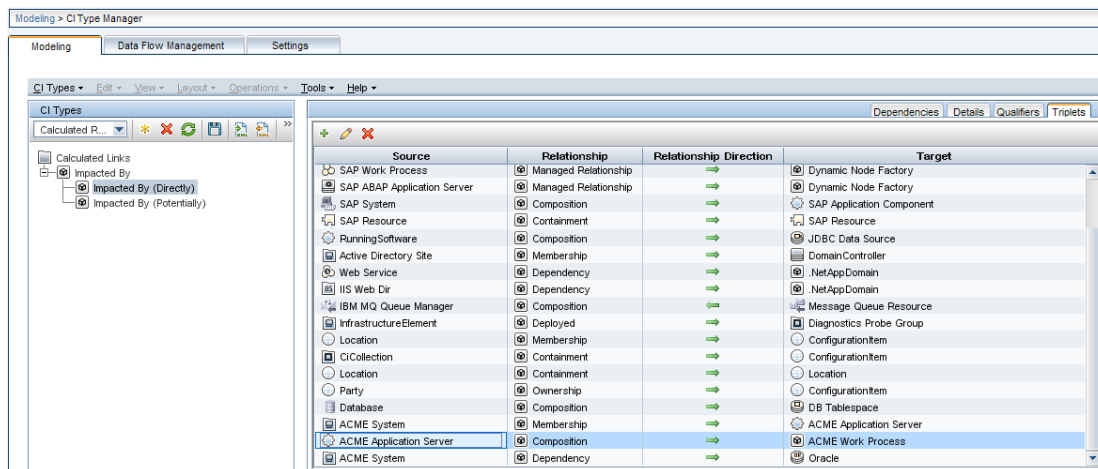 Modeling > CI Type Manager
Modeling Data Flow Management Settings
CI Types Edit View Layout Operations Tools Help
CI Types
Dependencies Details Qualifiers Triplets
Calculated R... »
Calculated Links
Impacted By
Impacted By (Directly)
Impacted By (Potentially)
Source Relationship Relationship Direction Target
SAP Work Process Managed Relationship Dynamic Node Factory
SAP ABAP Application Server Managed Relationship Dynamic Node Factory
SAP System Composition SAP Application Component
SAP Resource Containment SAP Resource
RunningSoftware Composition JDBC Data Source
Active Directory Site Membership DomainController
Web Service Dependency .NetAppDomain
IIS Web Dir Dependency .NetAppDomain
IBM MQ Queue Manager Composition Message Queue Resource
InfrastructureElement Deployed Diagnostics Probe Group
Location Membership ConfigurationItem
CiCollection Containment ConfigurationItem
Location Containment Location
Party Ownership ConfigurationItem
Database Composition DB Tablespace
ACME System Membership ACME Application Server
ACME Application Server Composition ACME Work Process
ACME System Dependency Oracle